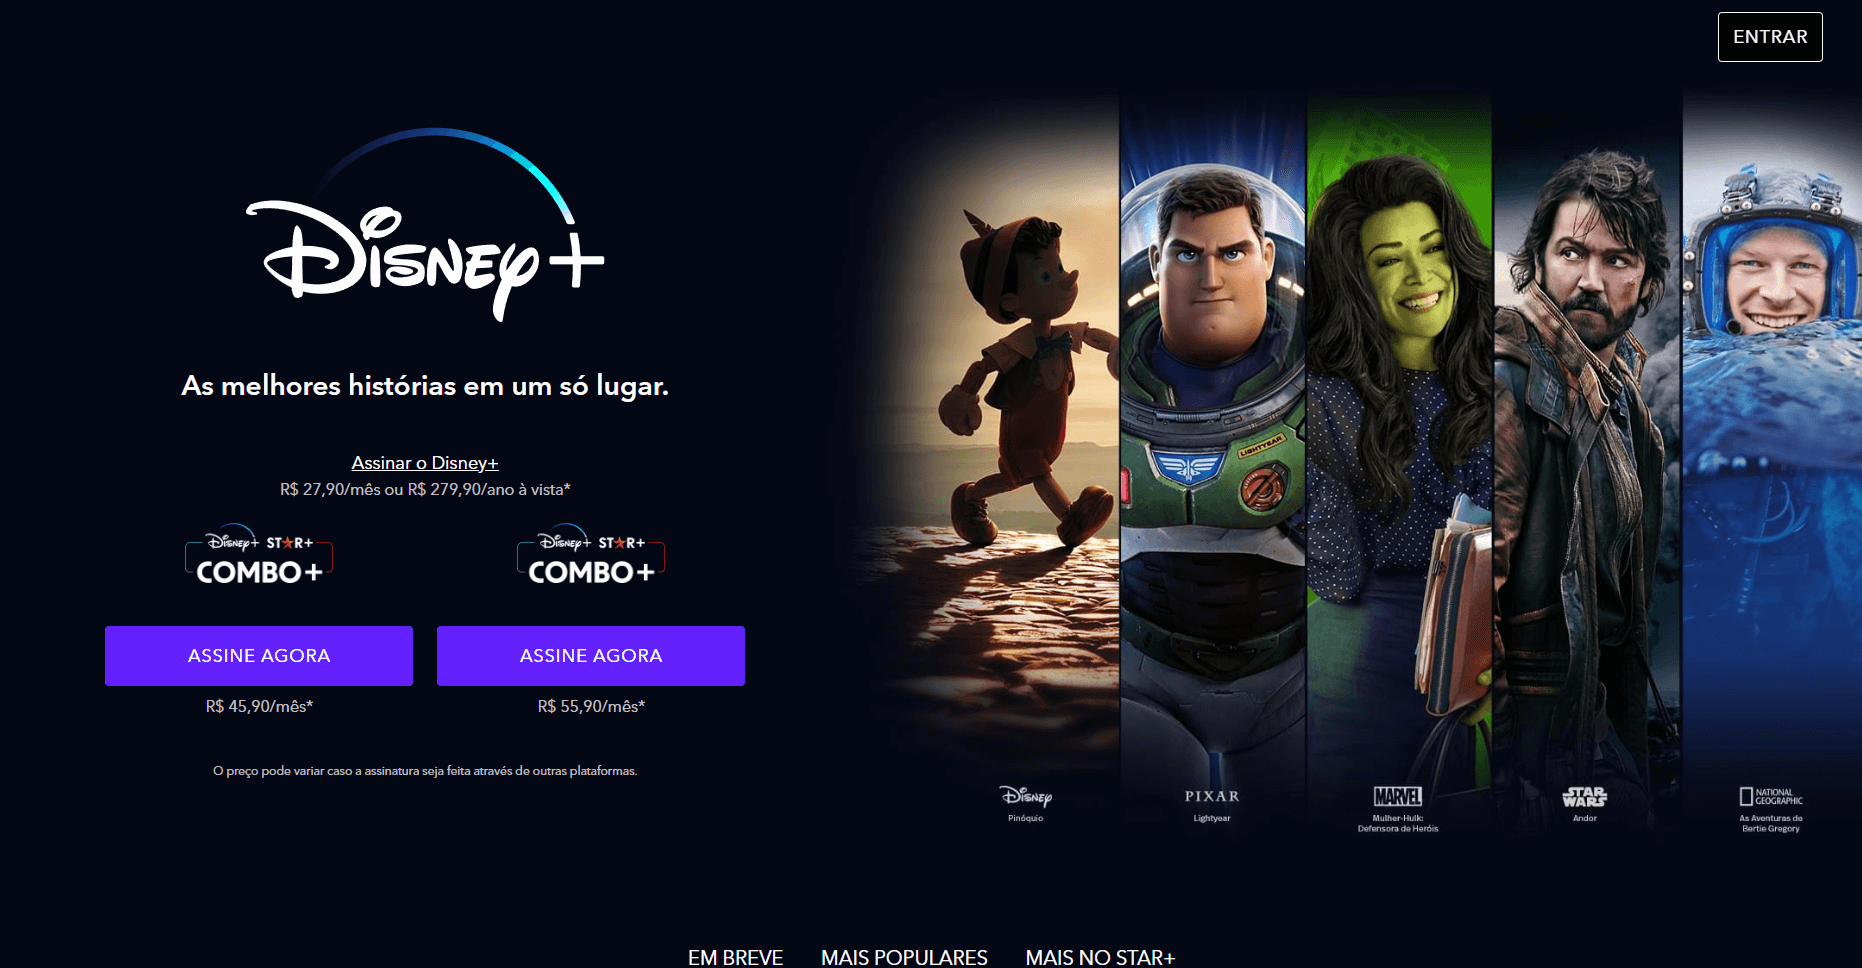 ENTRAR
Disney+
As melhores histórias em um só lugar.
Assinar o Disney+
R$ 27,90/mês ou R$ 279,90/ano à vista*
Disney+ STAR+
COMBO+
Disney+ STAR+
COMBO+
ASSINE AGORA
ASSINE AGORA
R$ 45,90/mês*
R$ 55,90/mês*
O preço pode variar caso a assinatura seja feita através de outras plataformas.
LIGHTYEAR
Disney
Pinóquio
PIXAR
Lightyear
MARVEL
Mulher-Hulk:
Defensora de Heróis
STAR
WARS
Andor
NATIONAL
GEOGRAPHIC
As Aventuras de
Bertie Gregory
EM BREVE MAIS POPULARES MAIS NO STAR+